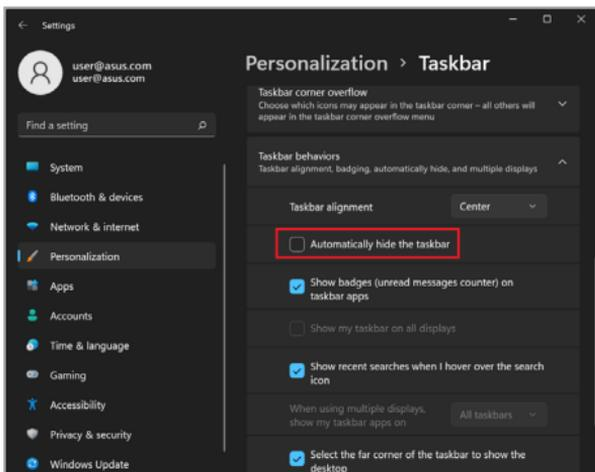 Settings
user@asus.com
user@asus.com
Find a setting
System
Bluetooth & devices
Network & internet
Personalization
Apps
Accounts
Time & language
Gaming
Accessibility
Privacy & security
Windows Update
Personalization > Taskbar
Taskbar corner overflow
Choose which icons may appear in the taskbar corner – all others will
appear in the taskbar corner overflow menu
Taskbar behaviors
Taskbar alignment, badging, automatically hide, and multiple displays
Taskbar alignment
Center
Automatically hide the taskbar
Show badges (unread messages counter) on
taskbar apps
Show my taskbar on all displays
Show recent searches when I hover over the search
icon
When using multiple displays,
show my taskbar apps on
All taskbars
Select the far corner of the taskbar to show the
desktop